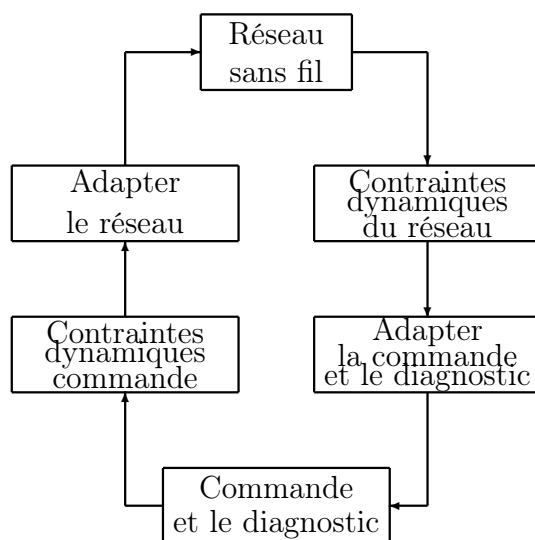 Réseau
sans fil
Adapter
le réseau
Contraintes
dynamiques
du réseau
Contraintes
dynamiques
commande
Adapter
la commande
et le diagnostic
Commande
et le diagnostic